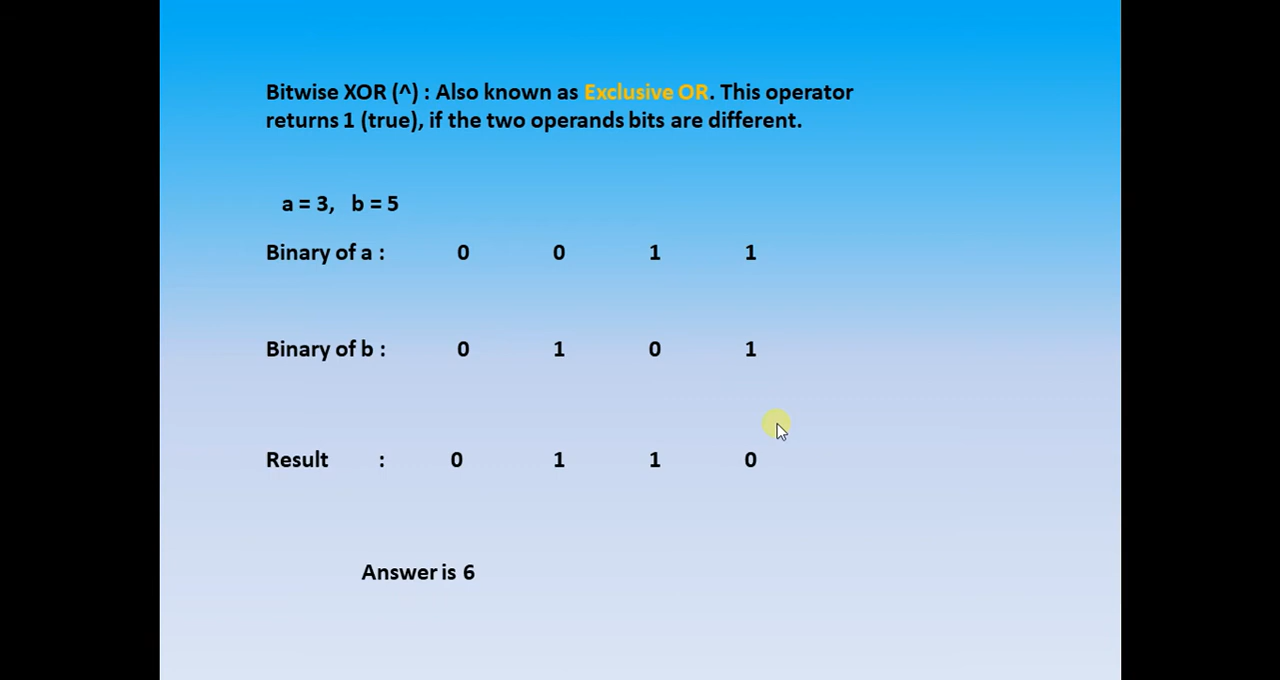 Bitwise XOR (^) : Also known as Exclusive OR. This operator
returns 1 (true), if the two operands bits are different.
a = 3, b = 5
Binary of a : 0 0 1 1
Binary of b : 0 1 0 1
Result : 0 1 1 0
Answer is 6